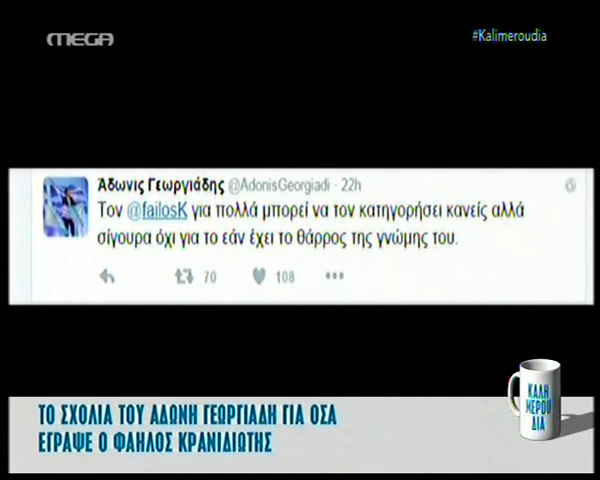 MEGA
#Kalimeroudia
Άδωνις Γεωργιάδης @AdonisGeorgiadi · 22h
Τον @failosK για πολλά μπορεί να τον κατηγορήσει κανείς αλλά
σίγουρα όχι για το εάν έχει το θάρρος της γνώμης του.
70 108
ΚΑΛΗ
ΜΕΡΟΥ
ΔΙΑ
ΤΟ ΣΧΟΛΙΑ ΤΟΥ ΑΔΩΝΗ ΓΕΩΡΓΙΑΔΗ ΓΙΑ ΟΣΑ
ΕΓΡΑΨΕ Ο ΦΑΗΛΟΣ ΚΡΑΝΙΔΙΩΤΗΣ